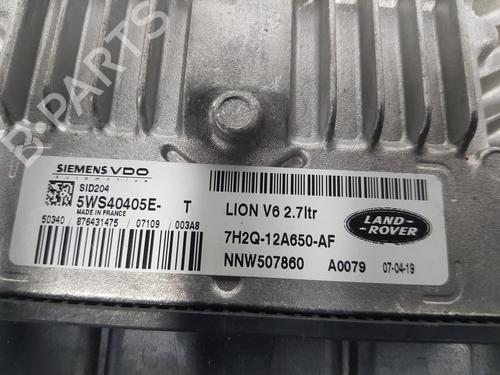 B-PARTS
SIEMENS VDO
Automotive
SID204
5WS40405E- T
MADE IN FRANCE
50340 / 876431475 / 07109 / 003A8
LION V6 2.7ltr
7H2Q-12A650-AF
NNW507860 A0079 07-04-19
LAND-
ROVER